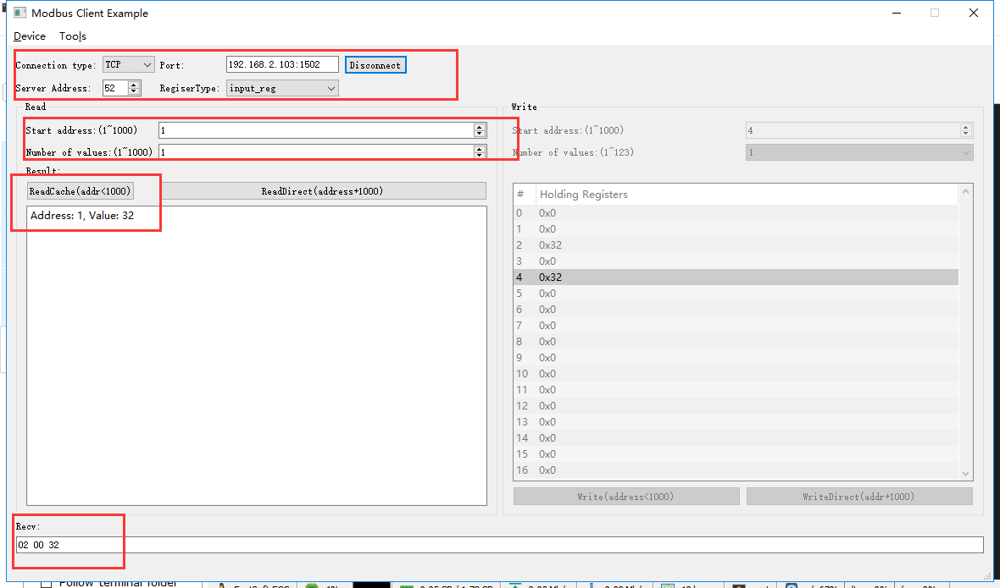 Modbus Client Example
Device Tools
Connection type: TCP Port: 192.168.2.103:1502 Disconnect
Server Address: 52 RegiserType: input_reg
Read Write
Start address:(1~1000) 1 Start address:(1~1000) 4
Number of values:(1~1000) 1 Number of values:(1~123) 1
Result:
ReadCache(addr<1000) ReadDirect(address+1000)
Address: 1, Value: 32
# Holding Registers
0 0x0
1 0x0
2 0x32
3 0x0
4 0x32
5 0x0
6 0x0
7 0x0
8 0x0
9 0x0
10 0x0
11 0x0
12 0x0
13 0x0
14 0x0
15 0x0
16 0x0
Write(address<1000) WriteDirect(addr+1000)
Recv:
02 00 32
Follow terminal folder